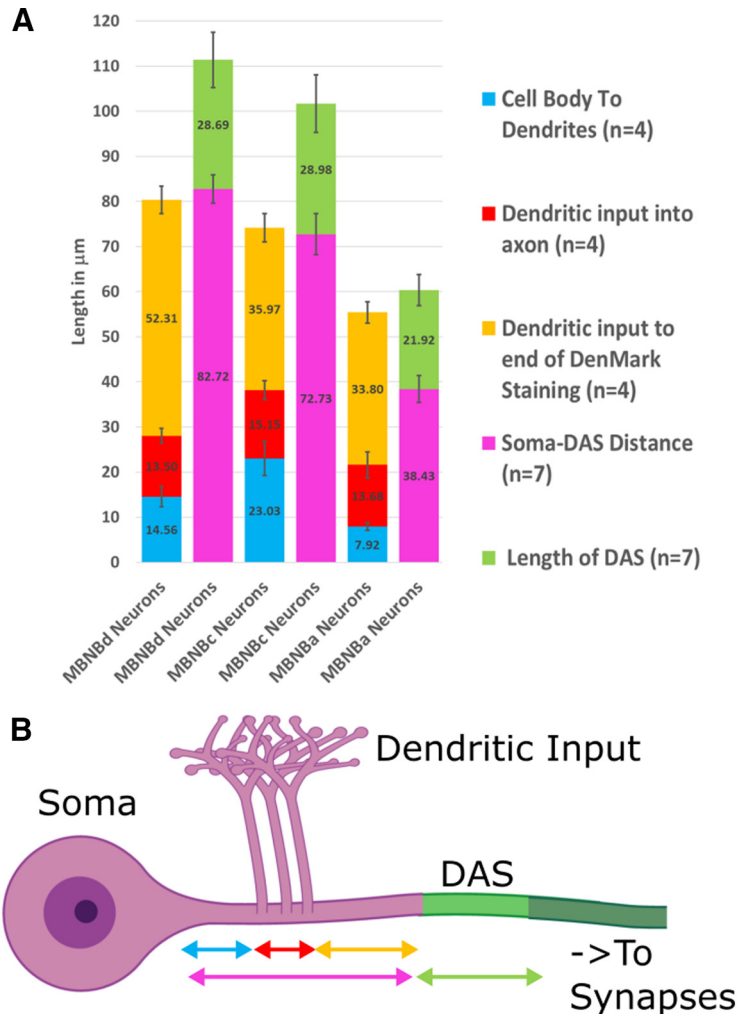 A
120
110
100
90
80
70
60
50
40
30
20
10
0
Length in μm
28.69
28.98
52.31
35.97
21.92
33.80
82.72
72.73
38.43
13.50
15.15
13.68
14.56
23.03
7.92
MBNBd Neurons
MBNBd Neurons
MBNBc Neurons
MBNBc Neurons
MBNBa Neurons
MBNBa Neurons
Cell Body To
Dendrites (n=4)
Dendritic input into
axon (n=4)
Dendritic input to
end of DenMark
Staining (n=4)
Soma-DAS Distance
(n=7)
Length of DAS (n=7)
B
Dendritic Input
Soma
DAS
->To
Synapses